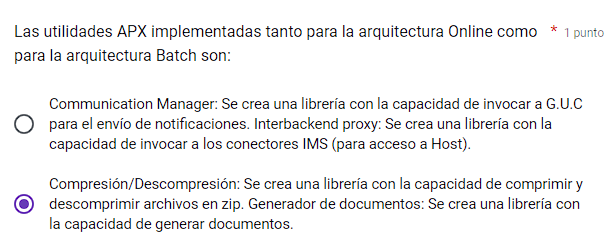 Las utilidades APX implementadas tanto para la arquitectura Online como * 1 punto
para la arquitectura Batch son:
Communication Manager: Se crea una librería con la capacidad de invocar a G.U.C
para el envío de notificaciones. Interbackend proxy: Se crea una librería con la
capacidad de invocar a los conectores IMS (para acceso a Host).
Compresión/Descompresión: Se crea una librería con la capacidad de comprimir y
descomprimir archivos en zip. Generador de documentos: Se crea una librería con
la capacidad de generar documentos.